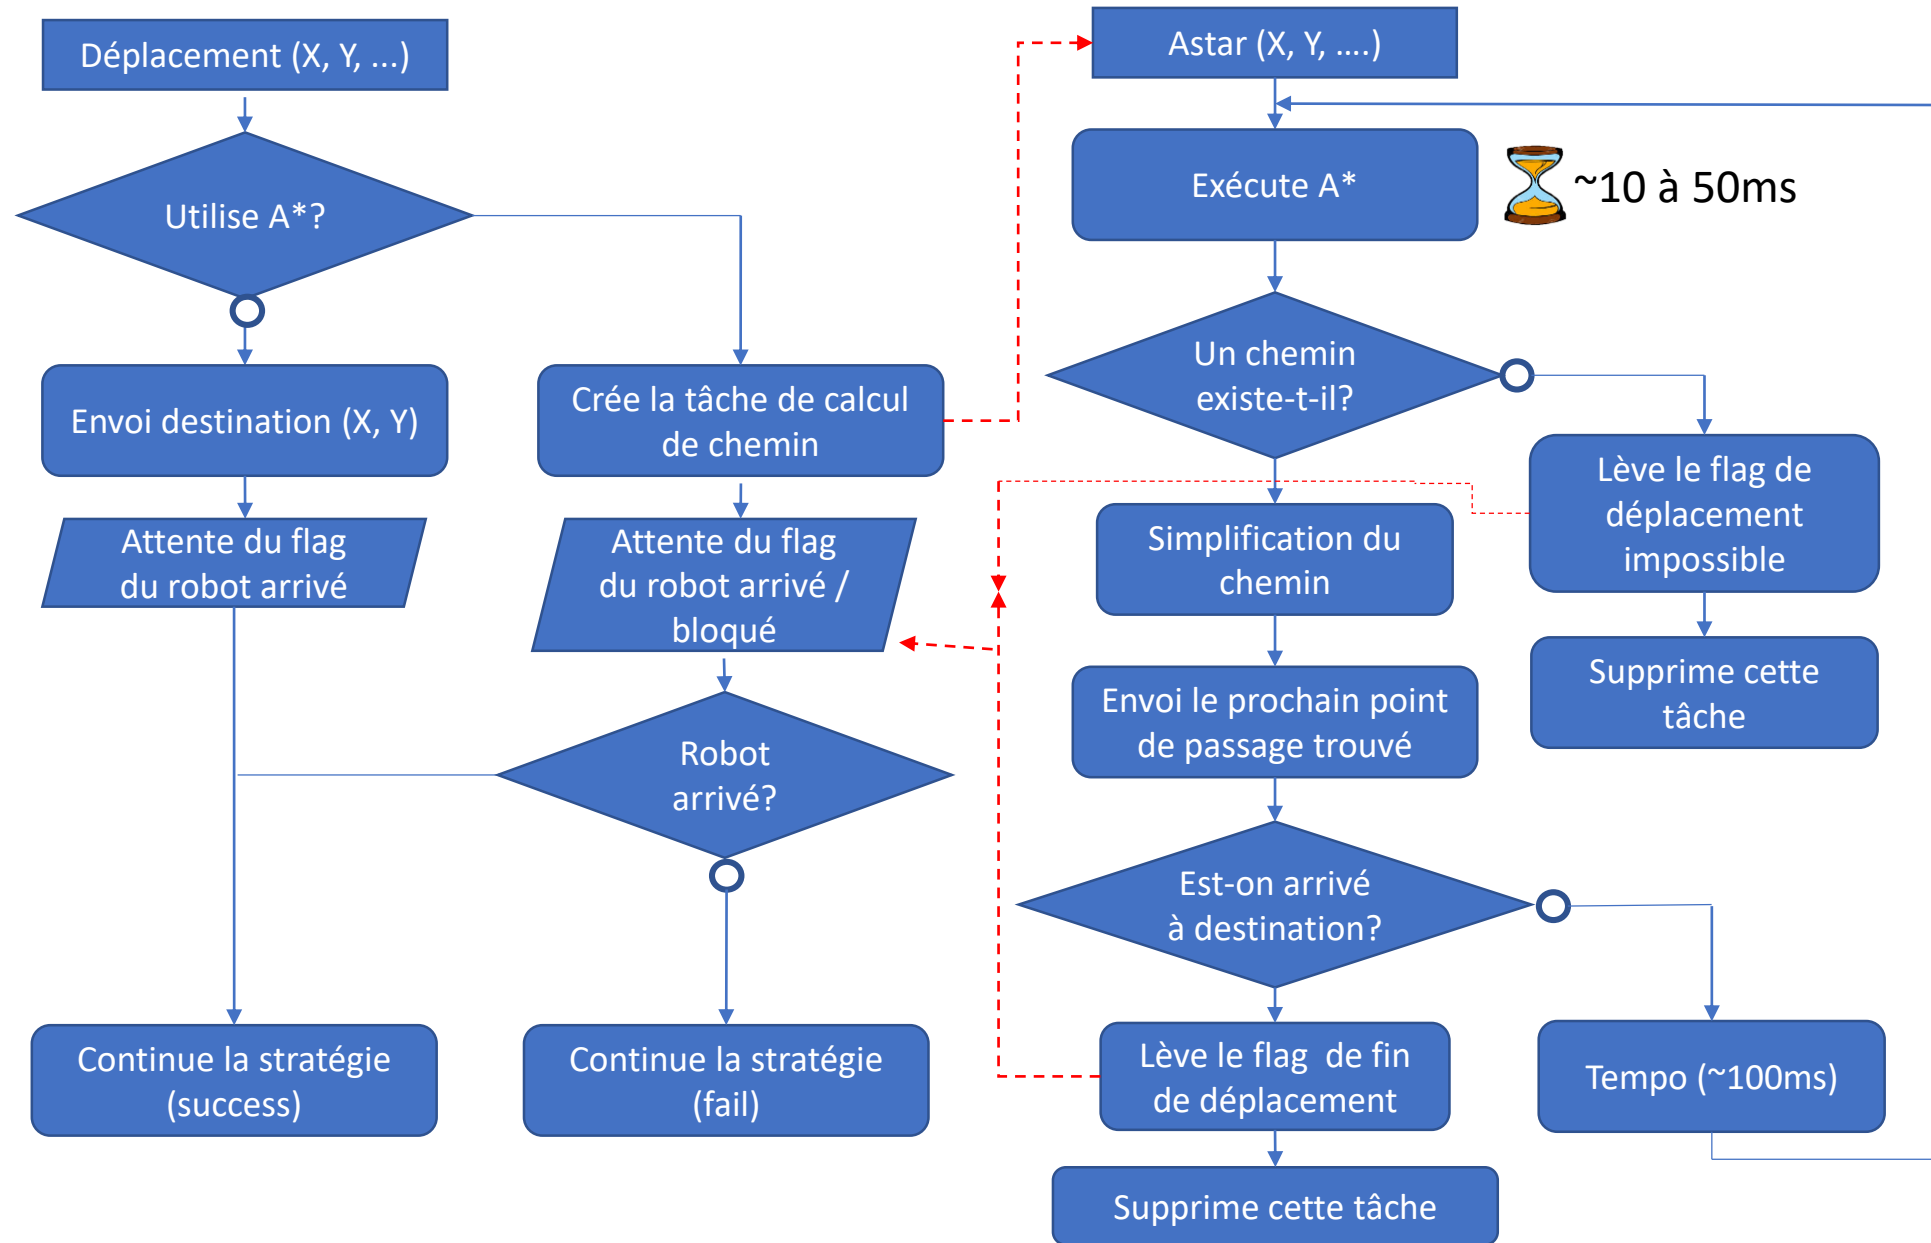 Déplacement (X, Y, ...)
Utilise A*?
Envoi destination (X, Y)
Attente du flag
du robot arrivé
Crée la tâche de calcul
de chemin
Attente du flag
du robot arrivé /
bloqué
Robot
arrivé?
Continue la stratégie
(success)
Continue la stratégie
(fail)
Astar (X, Y, ....)
Exécute A*
~10 à 50ms
Un chemin
existe-t-il?
Lève le flag de
déplacement
impossible
Supprime cette
tâche
Simplification du
chemin
Envoi le prochain point
de passage trouvé
Est-on arrivé
à destination?
Tempo (~100ms)
Lève le flag  de fin
de déplacement
Supprime cette tâche